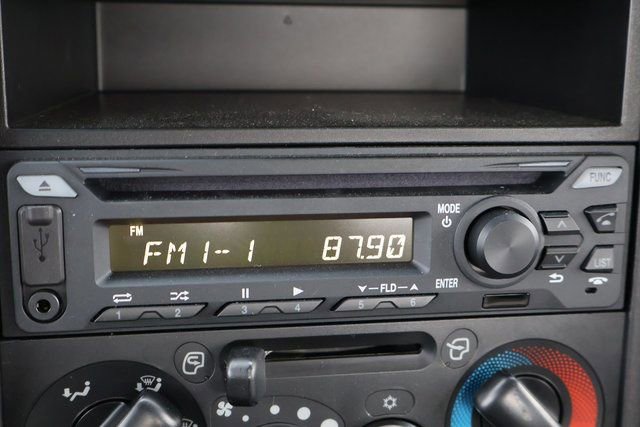 FUNC
MODE
FM
FM1-1 87.90
LIST
FLD
ENTER
1 2 3 4 5 6